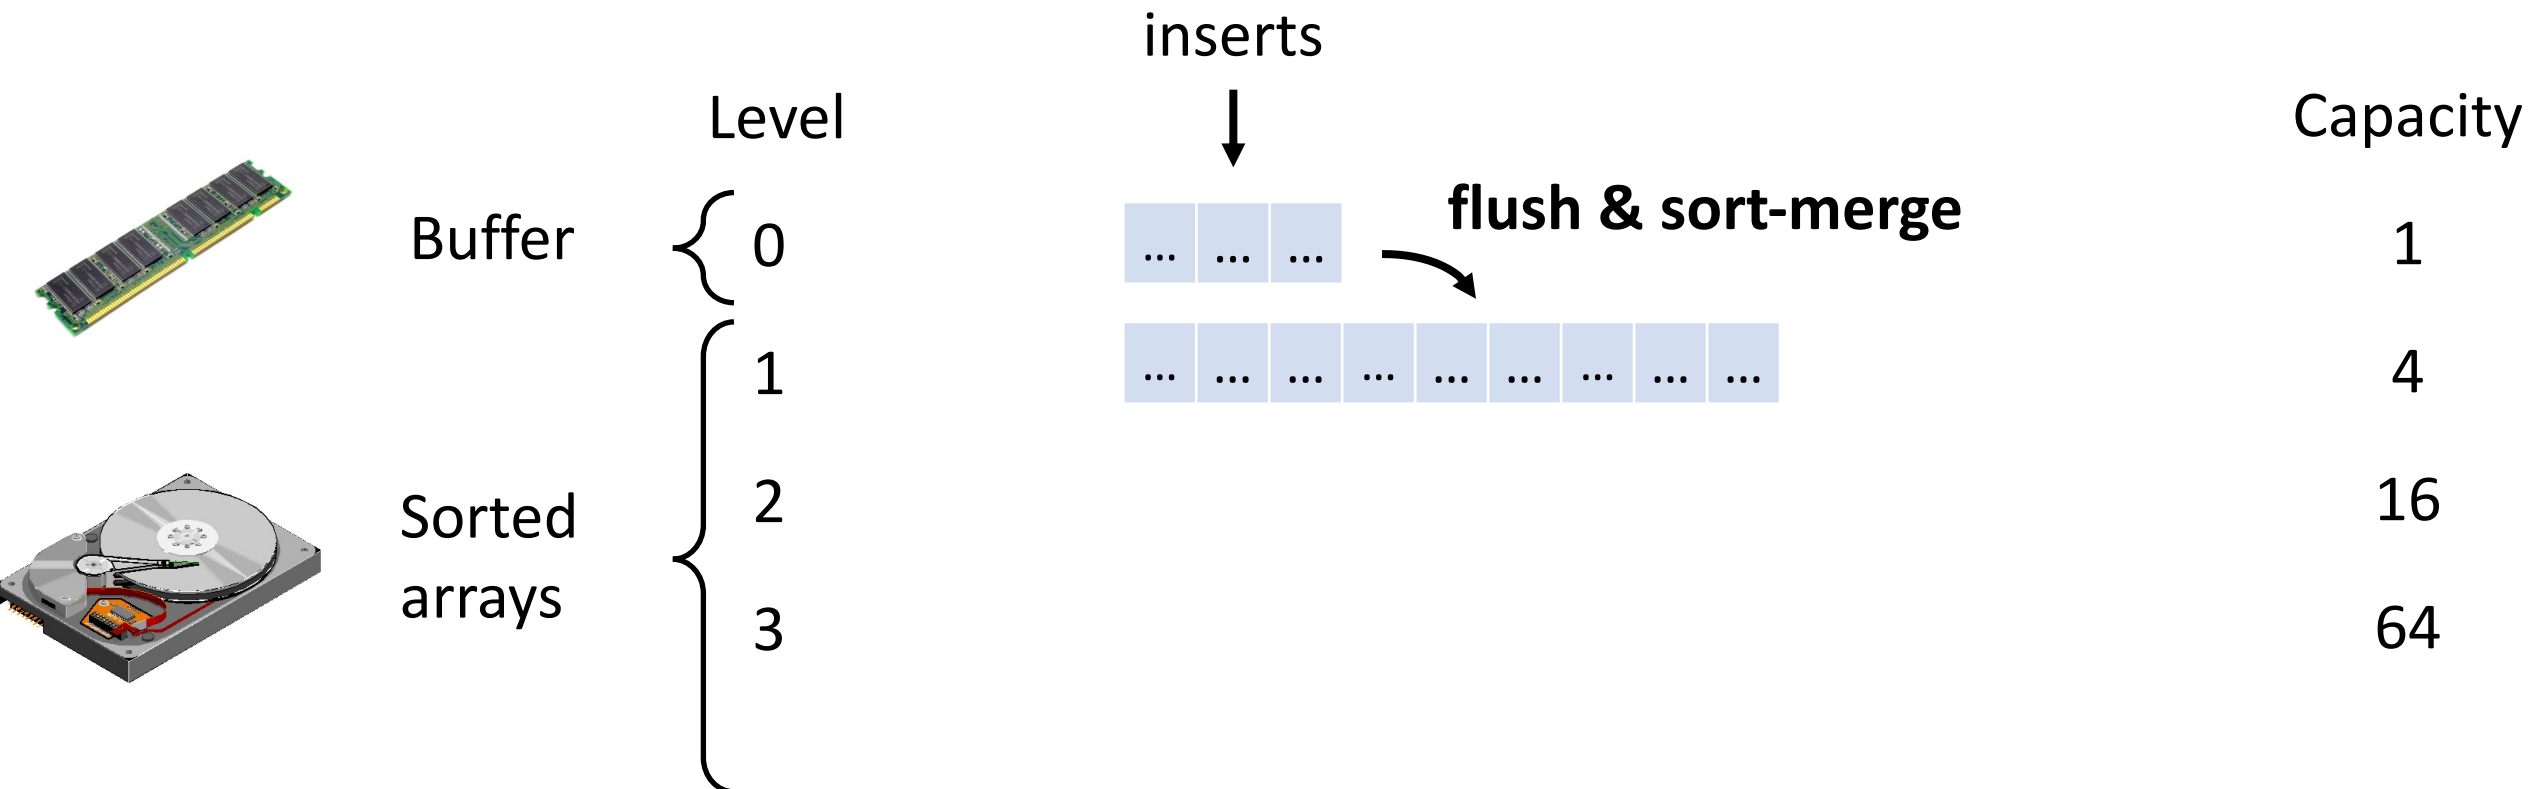 inserts
Level
Capacity
Buffer
0
... ... ...
flush & sort-merge
1
1
... ... ... ... ... ... ... ... ...
4
Sorted
arrays
2
16
3
64